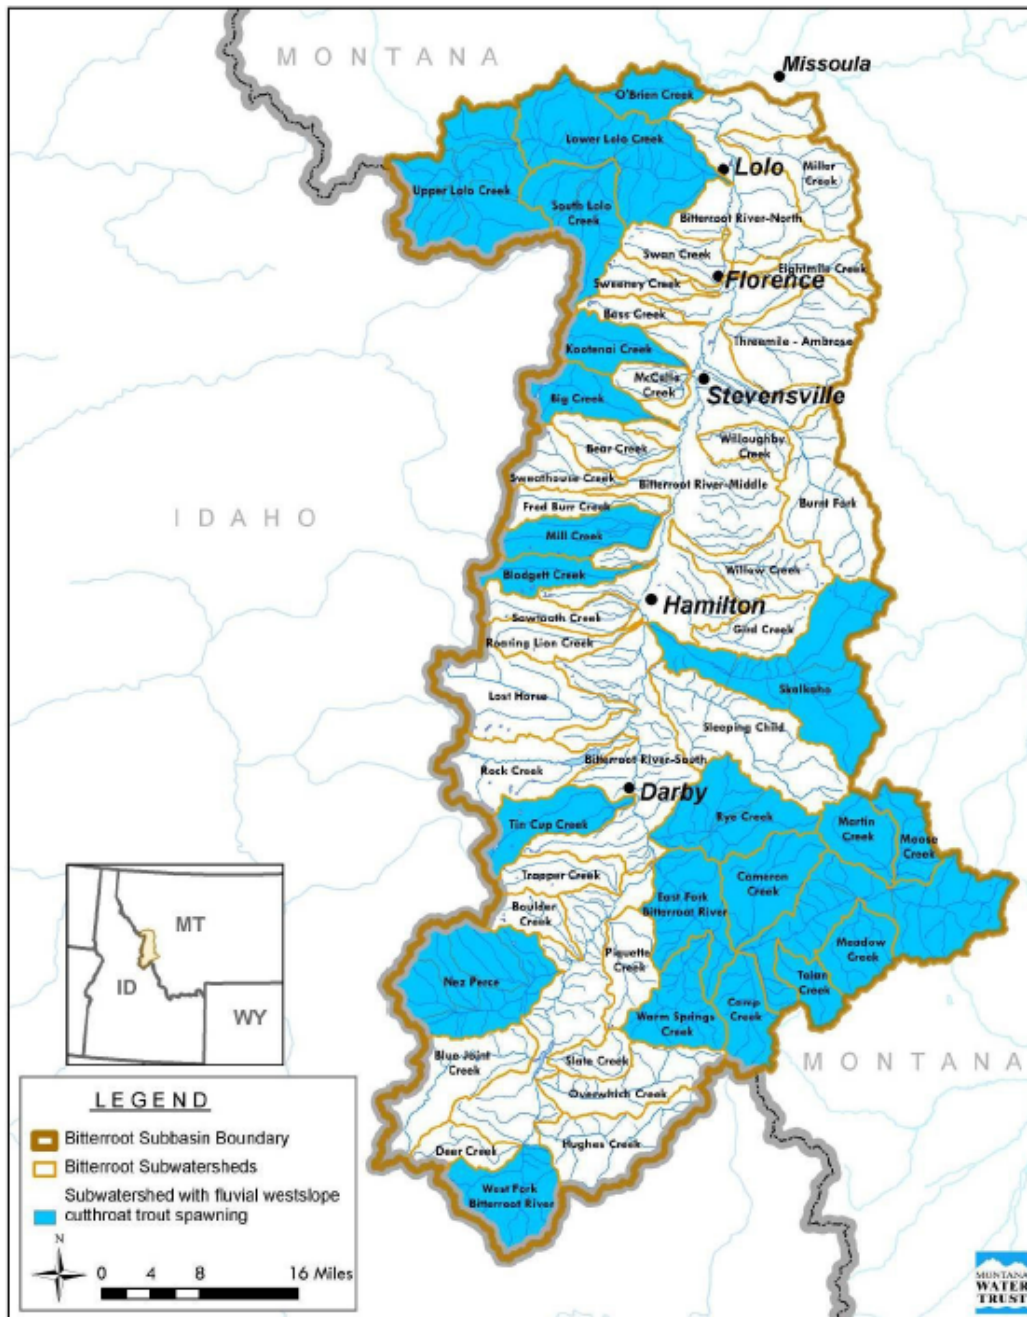 MONTANA
Missoula
O'Brien Creek
Lower Lolo Creek
Lolo
Miller
Creek
Upper Lolo Creek
South Lolo
Creek
Bitterroot River-North
Swan Creek
Eightmile Creek
Florence
Sweeney Creek
Bass Creek
Threemile - Ambrose
Kootenai Creek
McCalla
Creek
Stevensville
Big Creek
Willoughby
Creek
Bear Creek
Sweathouse Creek
Bitterroot River-Middle
Fred Burr Creek
Burnt Fork
IDAHO
Mill Creek
Willow Creek
Blodgett Creek
Hamilton
Sawtooth Creek
Gird Creek
Roaring Lion Creek
Skalkaho
Lost Horse
Sleeping Child
Bitterroot River-South
Rock Creek
Darby
Tin Cup Creek
Rye Creek
Martin
Creek
Moose
Creek
Trapper Creek
Cameron
Creek
East Fork
Bitterroot River
Boulder
Creek
Piquette
Creek
Meadow
Creek
Tolan
Creek
Nez Perce
Camp
Creek
Warm Springs
Creek
MT
ID
WY
Blue Joint
Creek
Slate Creek
MONTANA
Overwhich Creek
Hughes Creek
Deer Creek
West Fork
Bitterroot River
LEGEND
Bitterroot Subbasin Boundary
Bitterroot Subwatersheds
Subwatershed with fluvial westslope
cutthroat trout spawning
N
0 4 8 16 Miles
MONTANA
WATER
TRUST